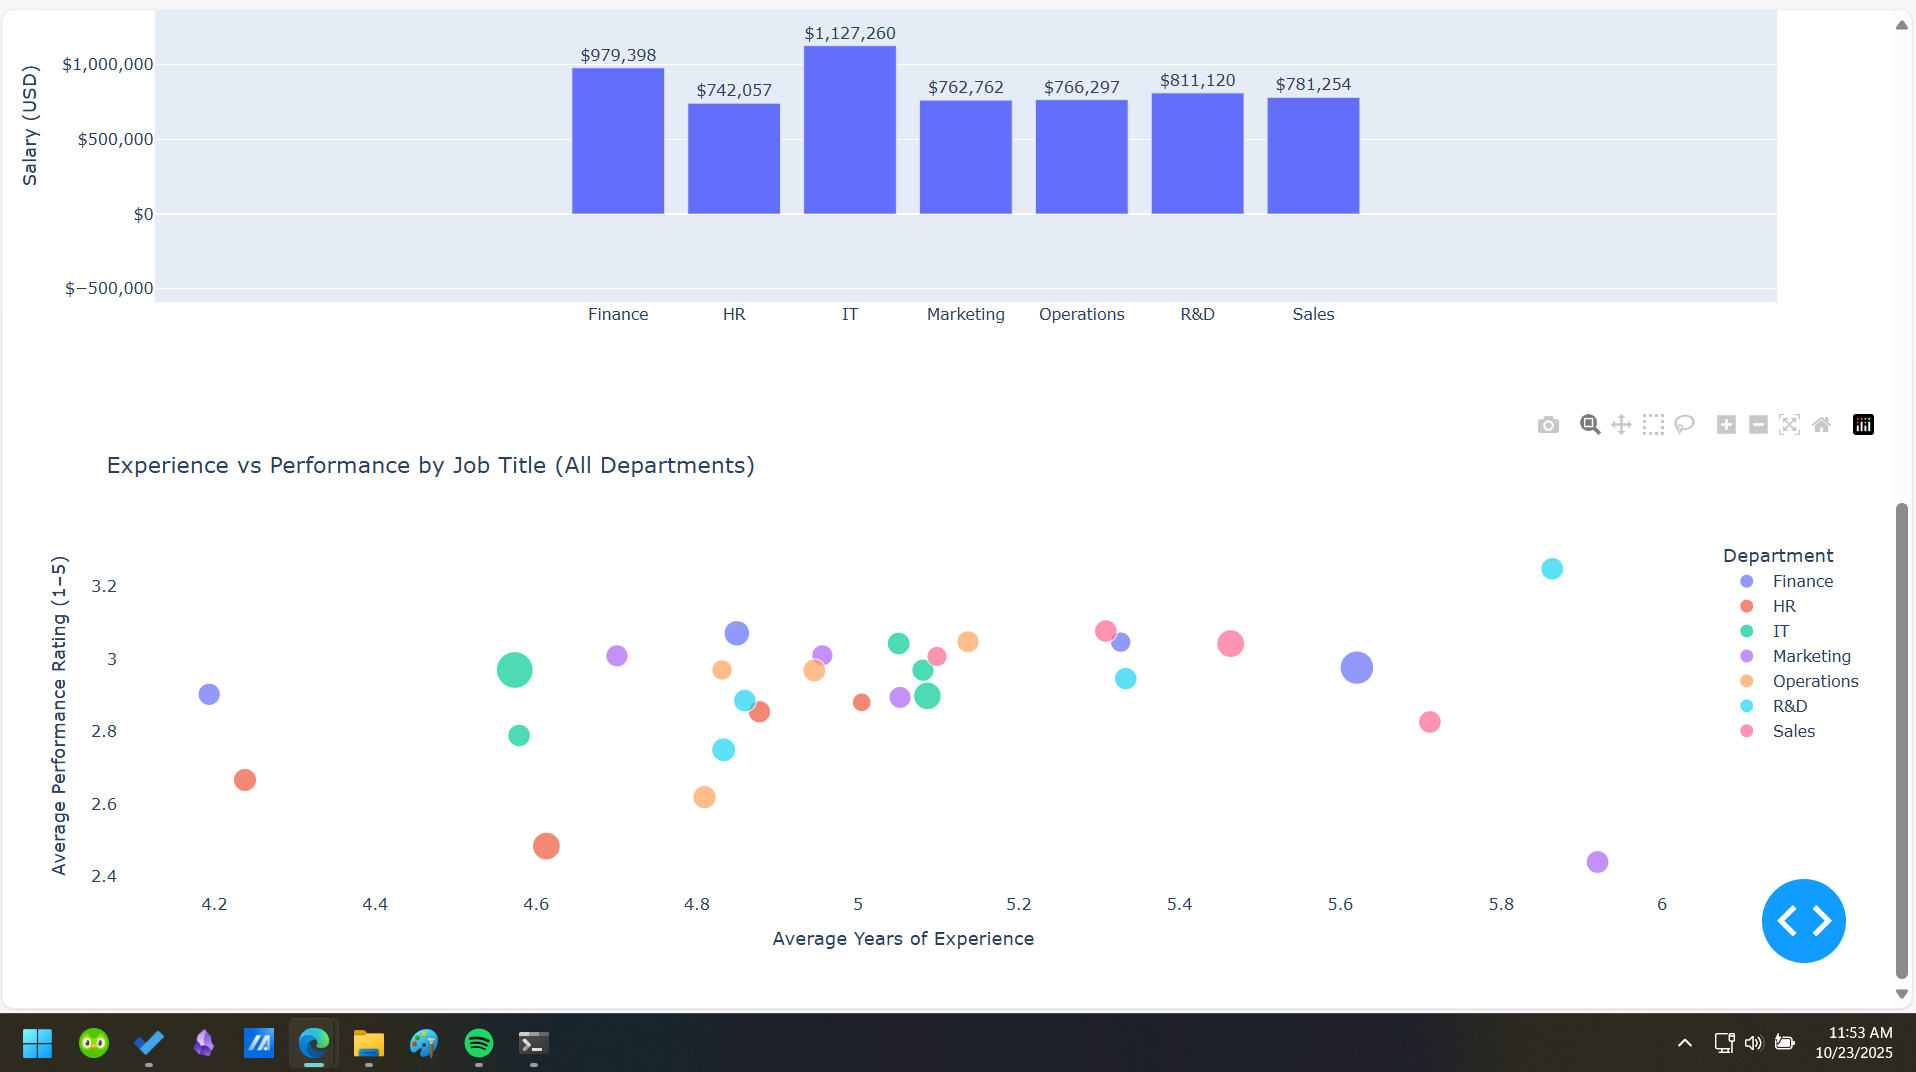 $1,127,260
$979,398
$742,057
$762,762
$766,297
$811,120
$781,254
$1,000,000
$500,000
$0
$−500,000
Salary (USD)
Finance
HR
IT
Marketing
Operations
R&D
Sales
Experience vs Performance by Job Title (All Departments)
Average Performance Rating (1–5)
3.2
3
2.8
2.6
2.4
4.2
4.4
4.6
4.8
5
5.2
5.4
5.6
5.8
6
Average Years of Experience
Department
Finance
HR
IT
Marketing
Operations
R&D
Sales
11:53 AM
10/23/2025